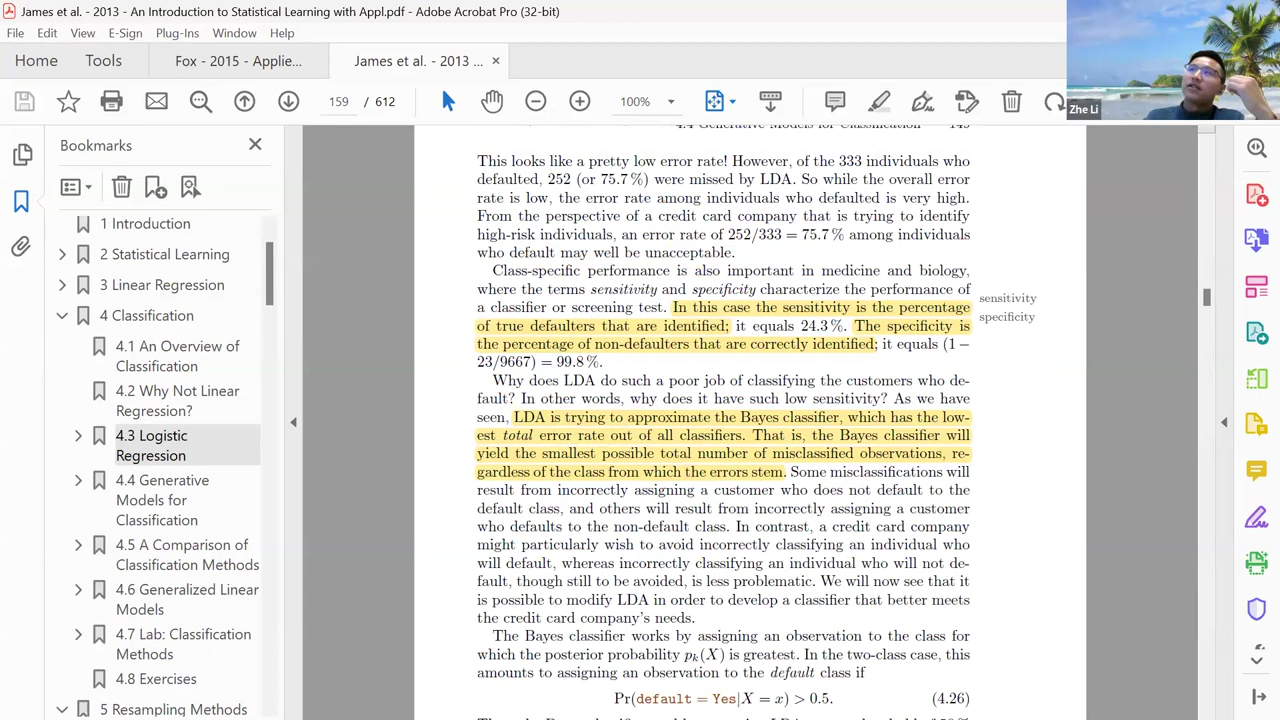 James et al. - 2013 - An Introduction to Statistical Learning with Appl.pdf - Adobe Acrobat Pro (32-bit)
File Edit View E-Sign Plug-Ins Window Help
Home Tools Fox - 2015 - Applie... James et al. - 2013 ... ×
159 / 612 100%
Zhe Li
Bookmarks
1 Introduction
2 Statistical Learning
3 Linear Regression
4 Classification
4.1 An Overview of
Classification
4.2 Why Not Linear
Regression?
4.3 Logistic
Regression
4.4 Generative
Models for
Classification
4.5 A Comparison of
Classification Methods
4.6 Generalized Linear
Models
4.7 Lab: Classification
Methods
4.8 Exercises
5 Resampling Methods
4.4 Generative Models for Classification
This looks like a pretty low error rate! However, of the 333 individuals who
defaulted, 252 (or 75.7 %) were missed by LDA. So while the overall error
rate is low, the error rate among individuals who defaulted is very high.
From the perspective of a credit card company that is trying to identify
high-risk individuals, an error rate of 252/333 = 75.7 % among individuals
who default may well be unacceptable.
Class-specific performance is also important in medicine and biology,
where the terms sensitivity and specificity characterize the performance of
a classifier or screening test. In this case the sensitivity is the percentage
of true defaulters that are identified; it equals 24.3 %. The specificity is
the percentage of non-defaulters that are correctly identified; it equals (1 −
23/9667) = 99.8 %.
sensitivity
specificity
Why does LDA do such a poor job of classifying the customers who de-
fault? In other words, why does it have such low sensitivity? As we have
seen, LDA is trying to approximate the Bayes classifier, which has the low-
est total error rate out of all classifiers. That is, the Bayes classifier will
yield the smallest possible total number of misclassified observations, re-
gardless of the class from which the errors stem. Some misclassifications will
result from incorrectly assigning a customer who does not default to the
default class, and others will result from incorrectly assigning a customer
who defaults to the non-default class. In contrast, a credit card company
might particularly wish to avoid incorrectly classifying an individual who
will default, whereas incorrectly classifying an individual who will not de-
fault, though still to be avoided, is less problematic. We will now see that it
is possible to modify LDA in order to develop a classifier that better meets
the credit card company's needs.
The Bayes classifier works by assigning an observation to the class for
which the posterior probability pₖ(X) is greatest. In the two-class case, this
amounts to assigning an observation to the default class if
Pr(default = Yes|X = x) > 0.5. (4.26)